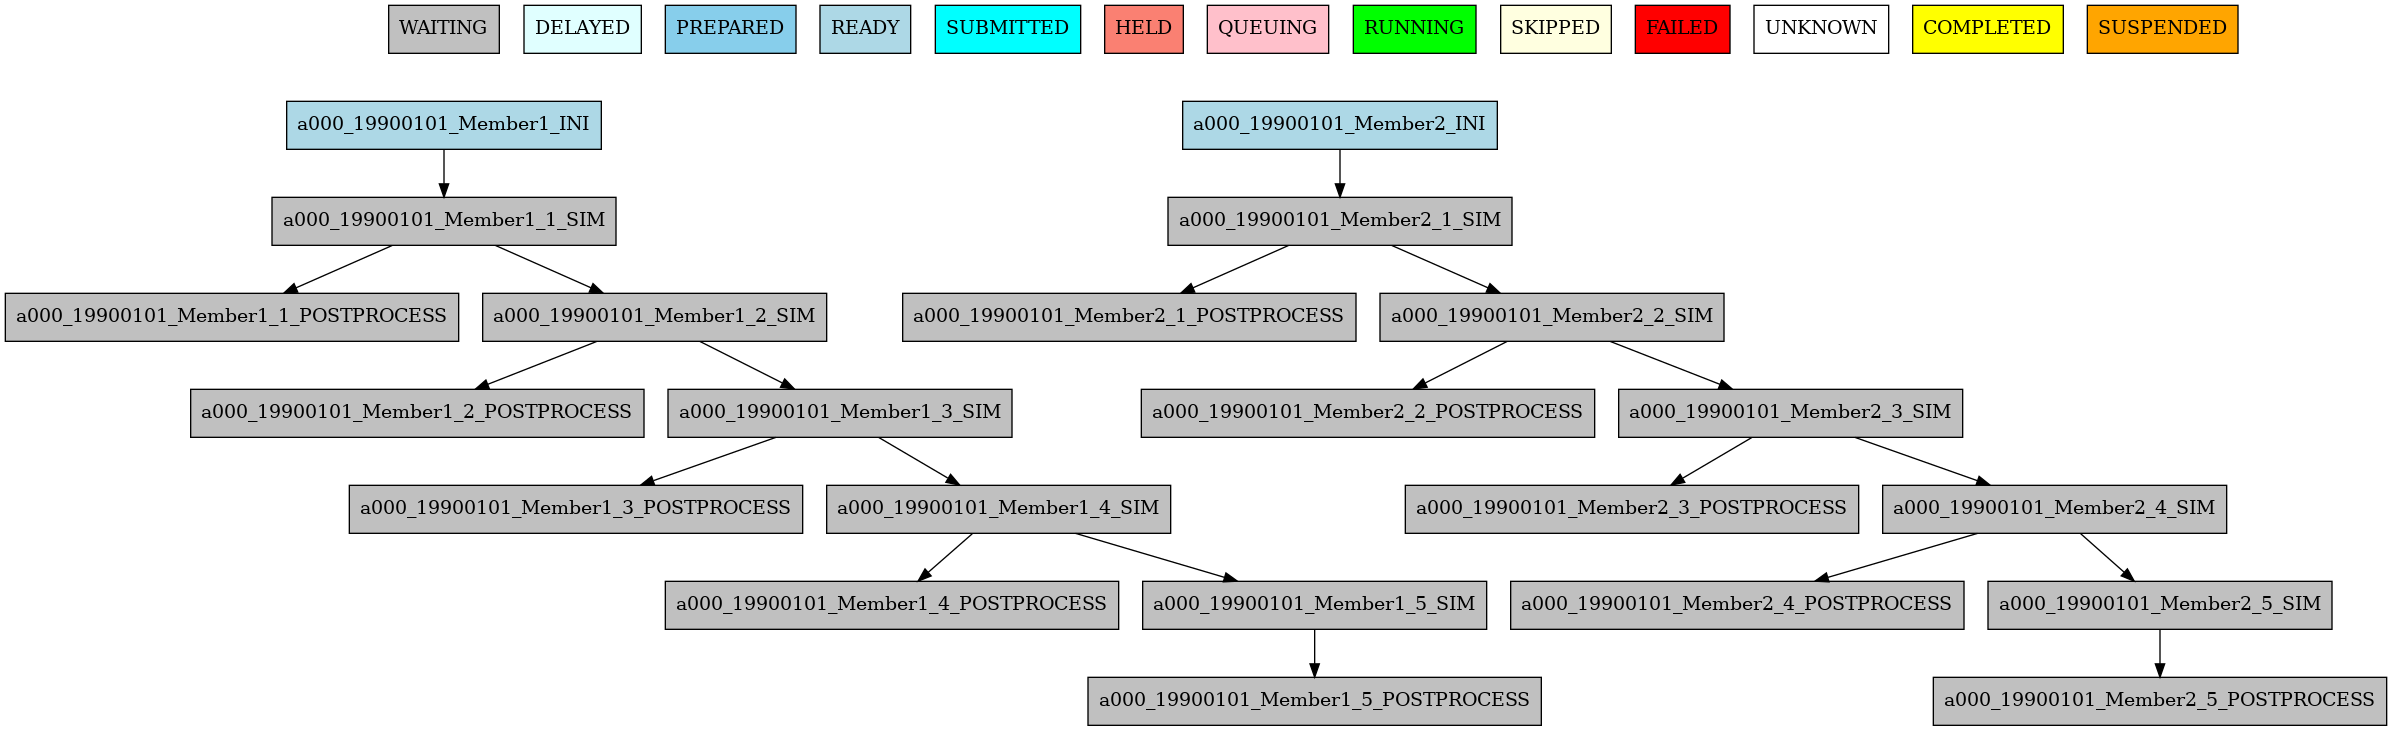 WAITING DELAYED PREPARED READY SUBMITTED HELD QUEUING RUNNING SKIPPED FAILED UNKNOWN COMPLETED SUSPENDED
a000_19900101_Member1_INI a000_19900101_Member2_INI
a000_19900101_Member1_1_SIM a000_19900101_Member2_1_SIM
a000_19900101_Member1_1_POSTPROCESS a000_19900101_Member1_2_SIM a000_19900101_Member2_1_POSTPROCESS a000_19900101_Member2_2_SIM
a000_19900101_Member1_2_POSTPROCESS a000_19900101_Member1_3_SIM a000_19900101_Member2_2_POSTPROCESS a000_19900101_Member2_3_SIM
a000_19900101_Member1_3_POSTPROCESS a000_19900101_Member1_4_SIM a000_19900101_Member2_3_POSTPROCESS a000_19900101_Member2_4_SIM
a000_19900101_Member1_4_POSTPROCESS a000_19900101_Member1_5_SIM a000_19900101_Member2_4_POSTPROCESS a000_19900101_Member2_5_SIM
a000_19900101_Member1_5_POSTPROCESS a000_19900101_Member2_5_POSTPROCESS